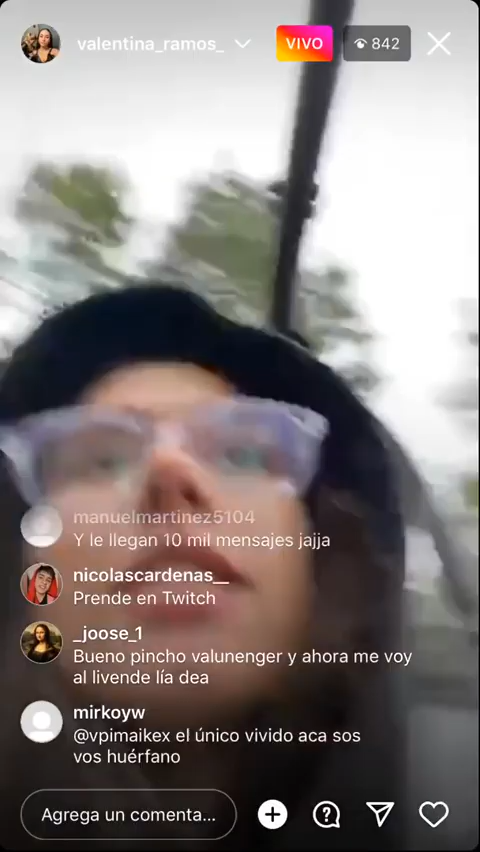 valentina_ramos_
VIVO
842
manuelmartinez5104
Y le llegan 10 mil mensajes jajja
nicolascardenas__
Prende en Twitch
_joose_1
Bueno pincho valunenger y ahora me voy
al livende lía dea
mirkoyw
@vpimaikex el único vivido aca sos
vos huérfano
Agrega un comenta...